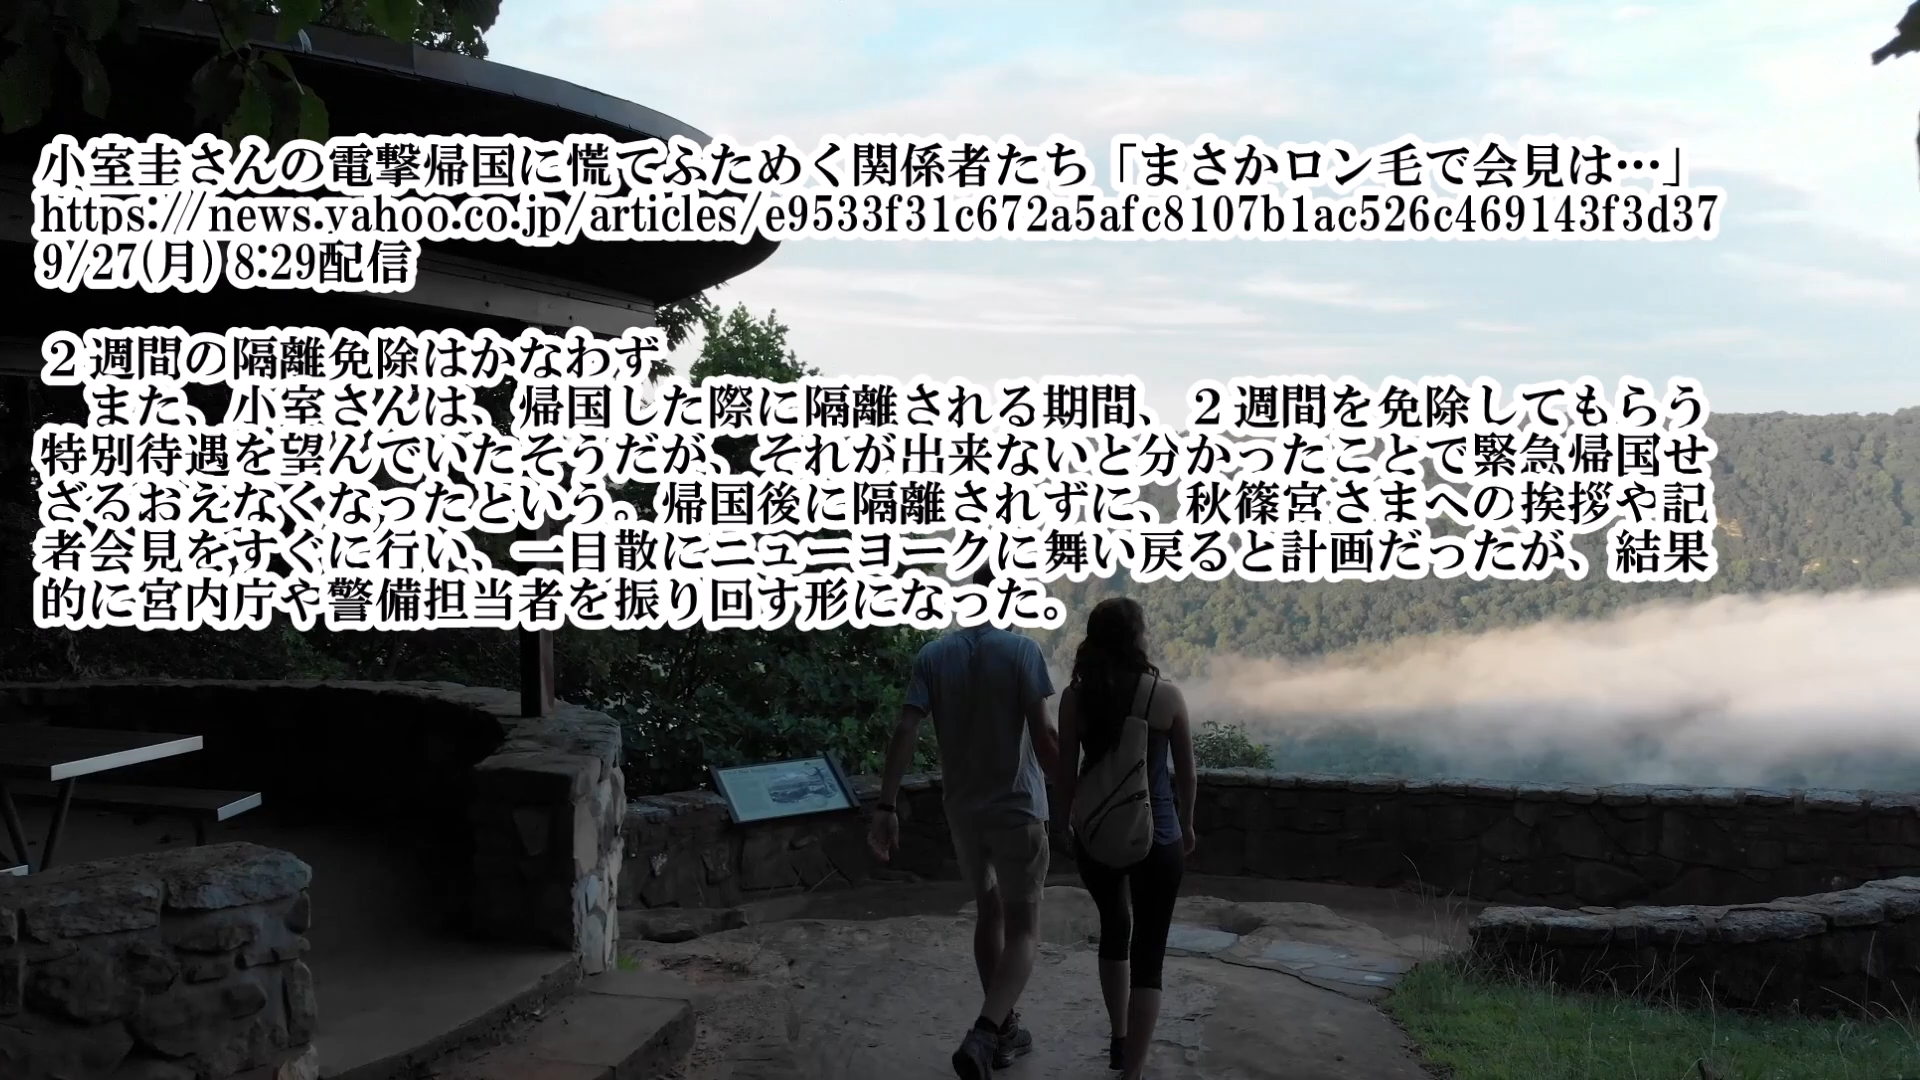 小室圭さんの電撃帰国に慌てふためく関係者たち「まさかロン毛で会見は…」
https://news.yahoo.co.jp/articles/e9533f31c672a5afc8107b1ac526c469143f3d37
9/27(月) 8:29配信
２週間の隔離免除はかなわず
　また、小室さんは、帰国した際に隔離される期間、２週間を免除してもらう
特別待遇を望んでいたそうだが、それが出来ないと分かったことで緊急帰国せ
ざるおえなくなったという。帰国後に隔離されずに、秋篠宮さまへの挨拶や記
者会見をすぐに行い、一目散にニューヨークに舞い戻ると計画だったが、結果
的に宮内庁や警備担当者を振り回す形になった。